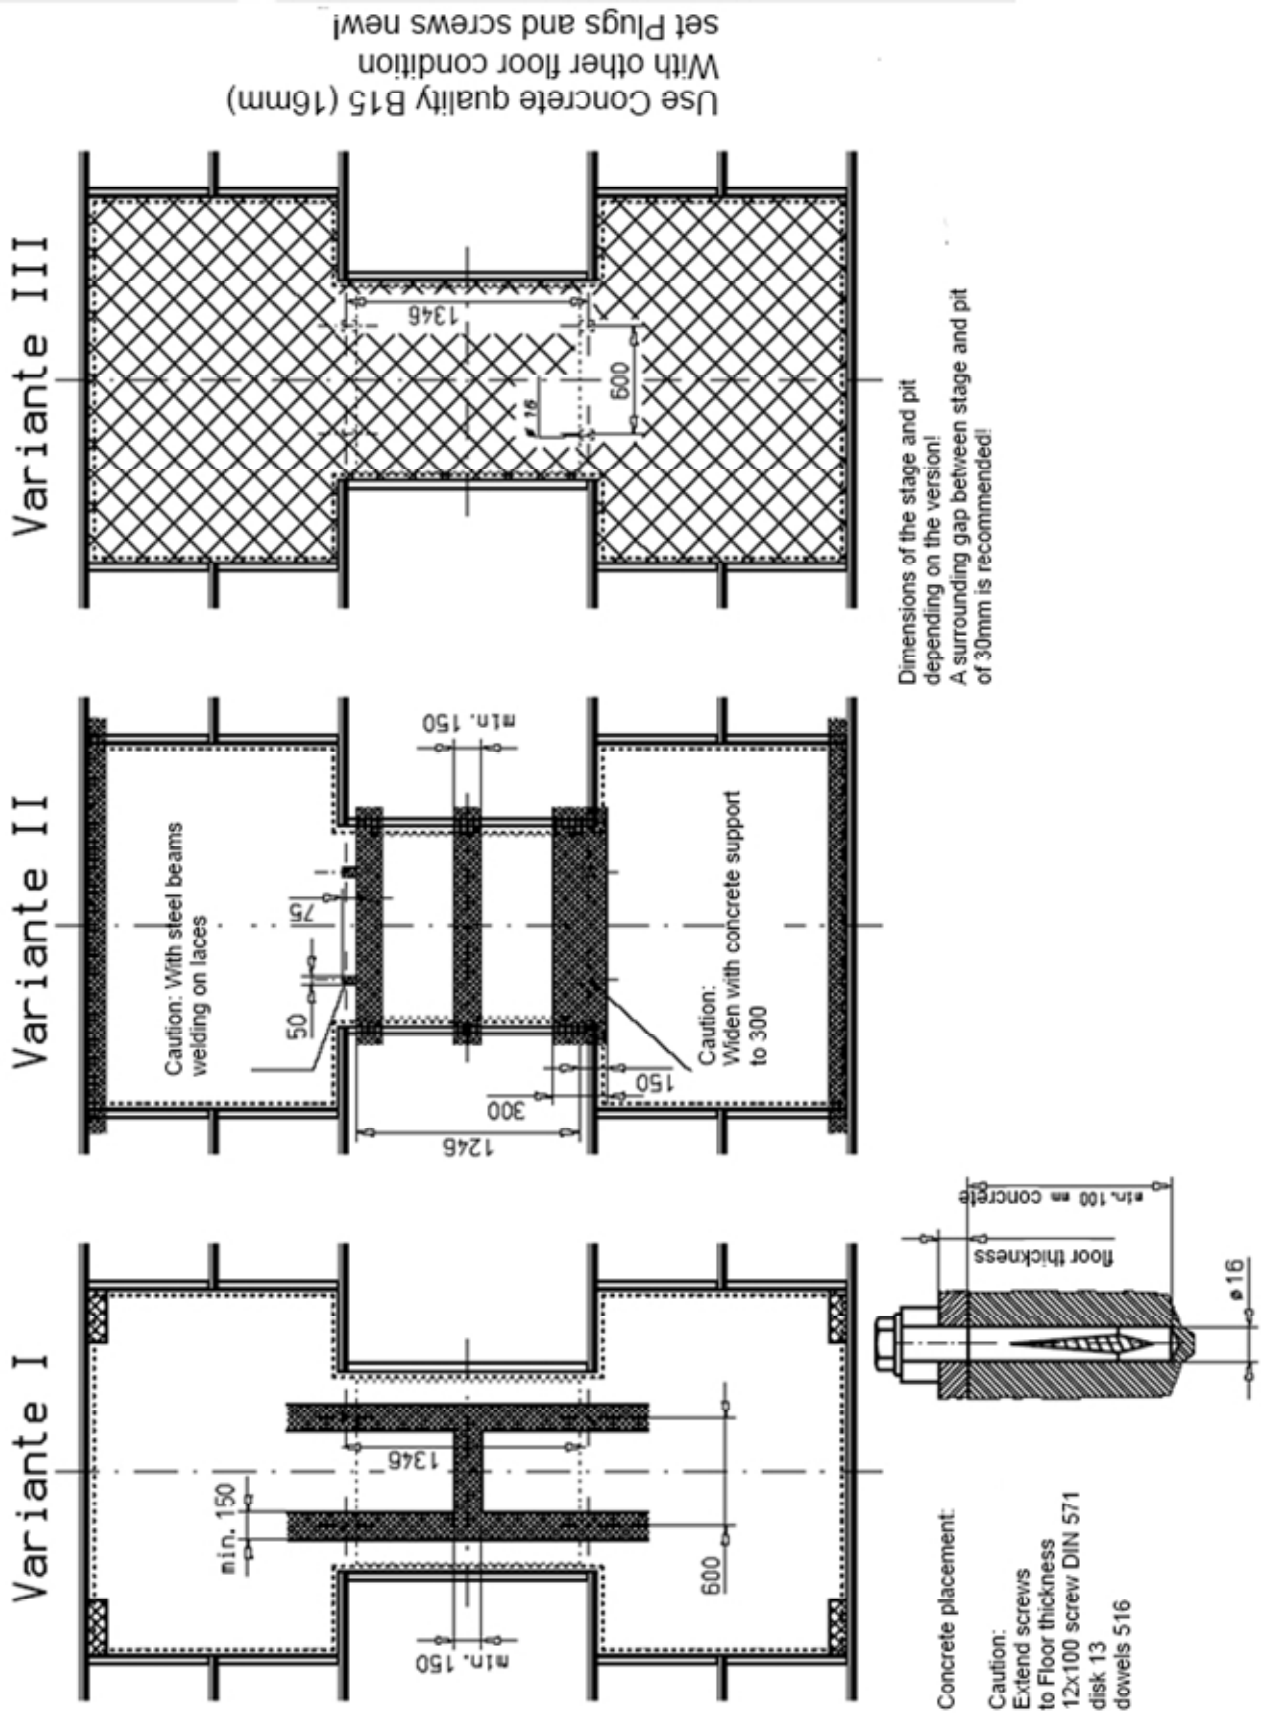 Use Concrete quality B15 (16mm)
With other floor condition
set Plugs and screws new!
Variante I
min. 150
1346
600
min. 150
Variante II
Caution: With steel beams
welding on laces
50
75
min. 150
1246
300
150
Caution:
Widen with concrete support
to 300
Variante III
1346
600
ø 16
Dimensions of the stage and pit
depending on the version!
A surrounding gap between stage and pit
of 30mm is recommended!
Concrete placement:
Caution:
Extend screws
to Floor thickness
12x100 screw DIN 571
disk 13
dowels 516
floor thickness
min. 100 mm concrete
ø 16